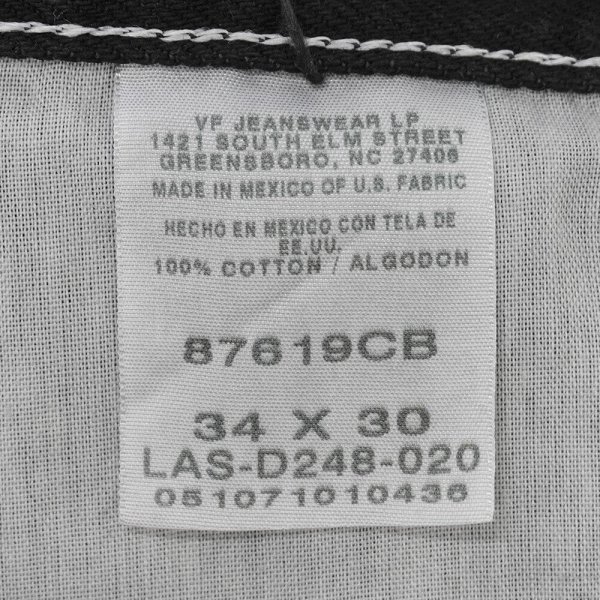 VF JEANSWEAR LP
1421 SOUTH ELM STREET
GREENSBORO, NC 27406
MADE IN MEXICO OF U.S. FABRIC
HECHO EN MEXICO CON TELA DE
EE.UU.
100% COTTON / ALGODON
87619CB
34 X 30
LAS-D248-020
051071010436